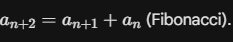 aₙ₊₂ = aₙ₊₁ + aₙ (Fibonacci).